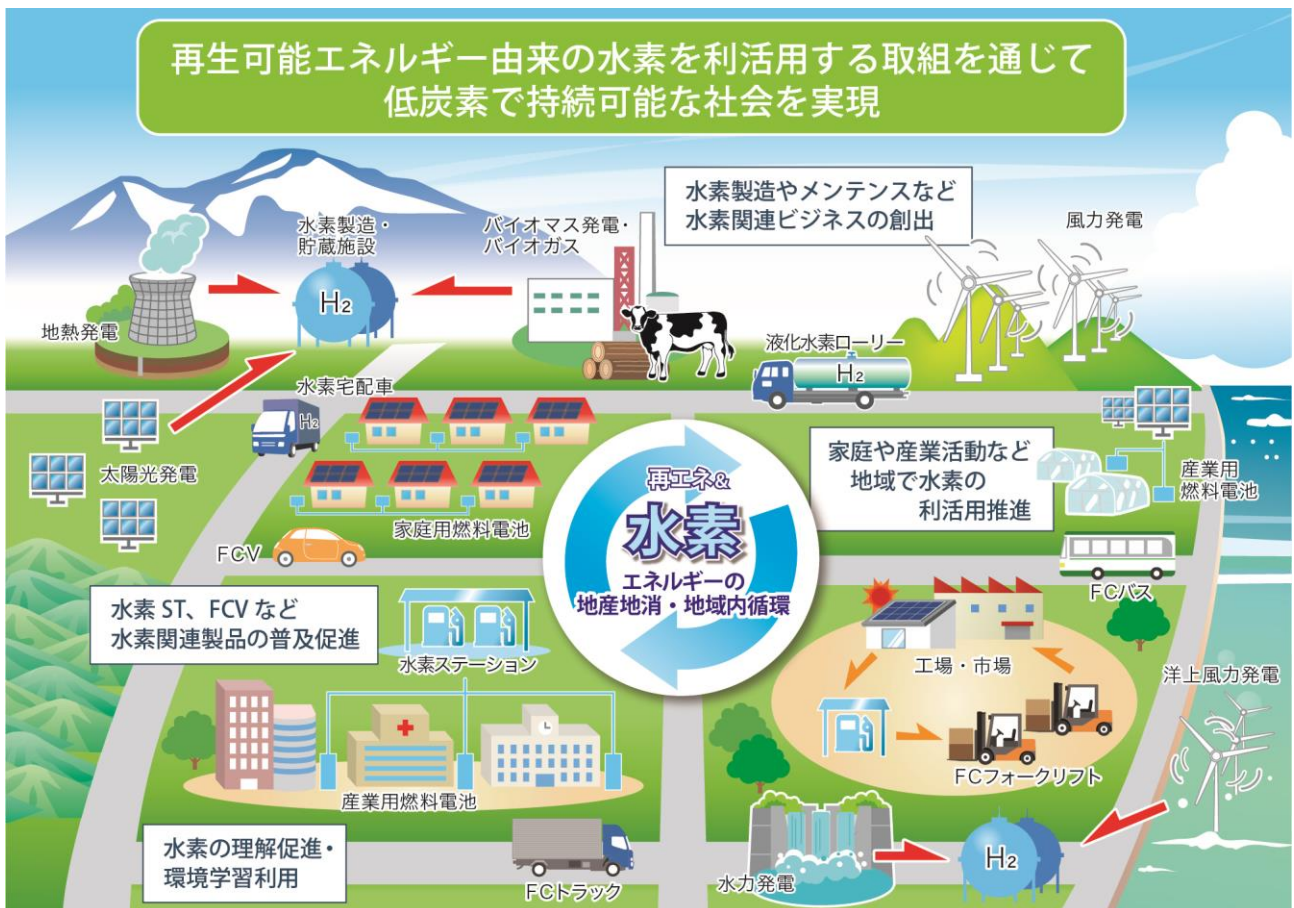 再生可能エネルギー由来の水素を利活用する取組を通じて
低炭素で持続可能な社会を実現
水素製造やメンテンスなど
水素関連ビジネスの創出
水素製造・
貯蔵施設
バイオマス発電・
バイオガス
風力発電
H2
地熱発電
液化水素ローリー
H2
水素宅配車
H2
太陽光発電
家庭や産業活動など
地域で水素の
利活用推進
産業用
燃料電池
再エネ&
水素
エネルギーの
地産地消・地域内循環
家庭用燃料電池
FCV
FCバス
水素 ST、FCV など
水素関連製品の普及促進
水素ステーション
工場・市場
洋上風力発電
FCフォークリフト
産業用燃料電池
水素の理解促進・
環境学習利用
FCトラック
水力発電
H2